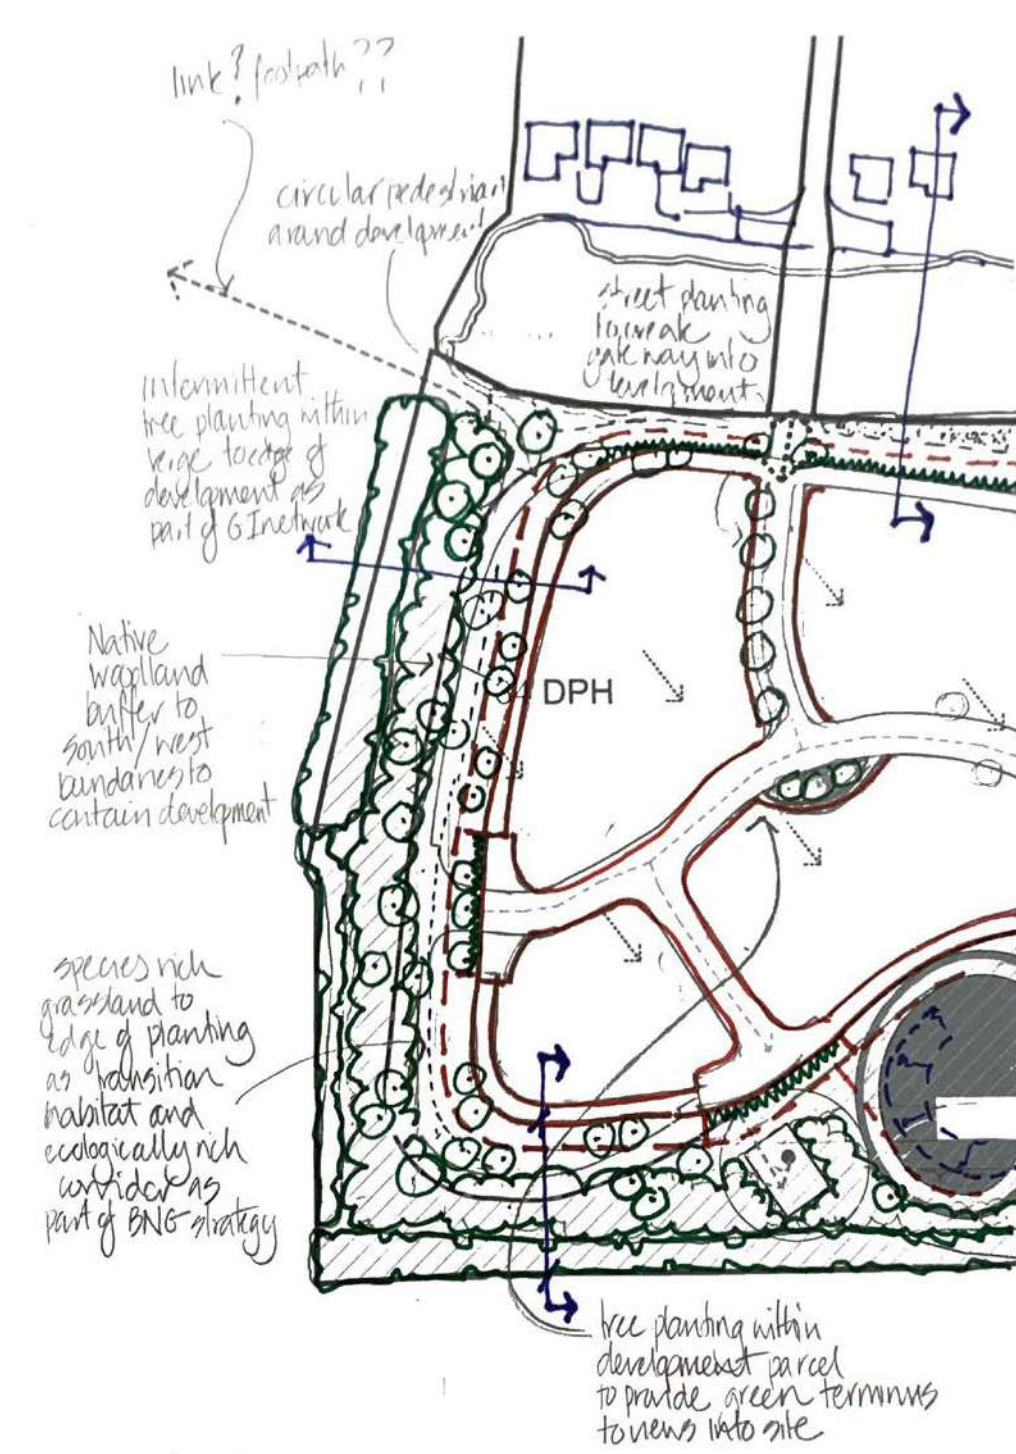 link? footpath??
circular pedestrian
around development
street planting
to create
gateway into
development.
intermittent
tree planting within
verge to edge of
development as
part of GI network
Native
woodland
buffer to
south/west
bundaries to
contain development
DPH
species rich
grassland to
edge of planting
as transition
habitat and
ecologically rich
corridor as
part of BNG strategy
tree planting within
development parcel
to provide green terminus
to views into site